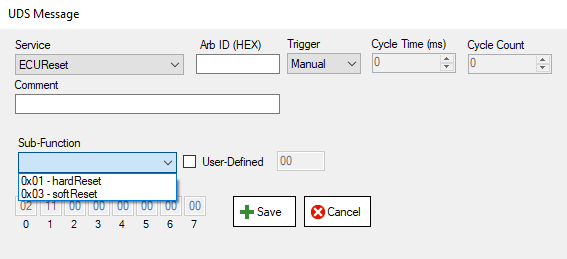 UDS Message
Service Arb ID (HEX) Trigger Cycle Time (ms) Cycle Count
ECUReset Manual 0 0
Comment
Sub-Function
User-Defined 00
0x01 - hardReset
0x03 - softReset
02 11 00 00 00 00 00 00
0 1 2 3 4 5 6 7
Save Cancel